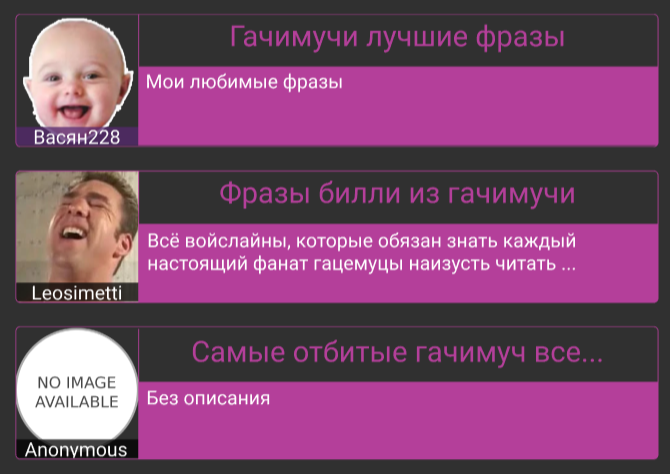 Гачимучи лучшие фразы
Мои любимые фразы
Васян228
Фразы билли из гачимучи
Всё войслайны, которые обязан знать каждый
настоящий фанат гацемуцы наизусть читать ...
Leosimetti
Самые отбитые гачимуч все...
NO IMAGE
AVAILABLE
Без описания
Anonymous